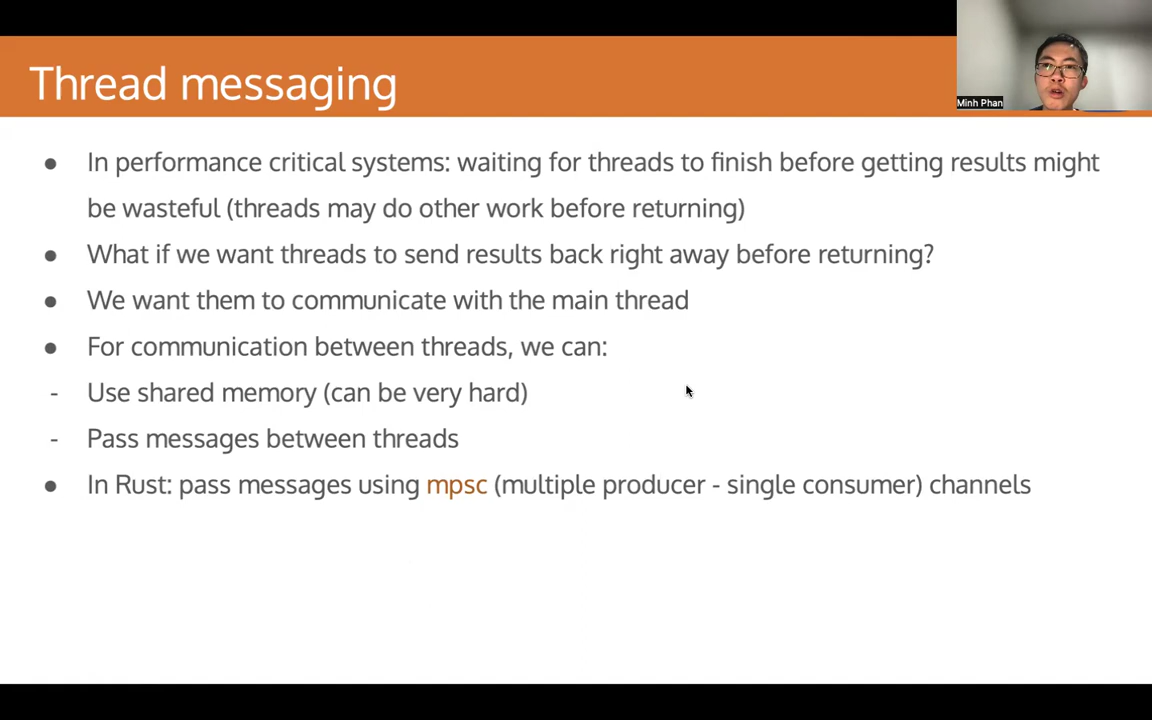 Thread messaging
Minh Phan
● In performance critical systems: waiting for threads to finish before getting results might
be wasteful (threads may do other work before returning)
● What if we want threads to send results back right away before returning?
● We want them to communicate with the main thread
● For communication between threads, we can:
- Use shared memory (can be very hard)
- Pass messages between threads
● In Rust: pass messages using mpsc (multiple producer - single consumer) channels